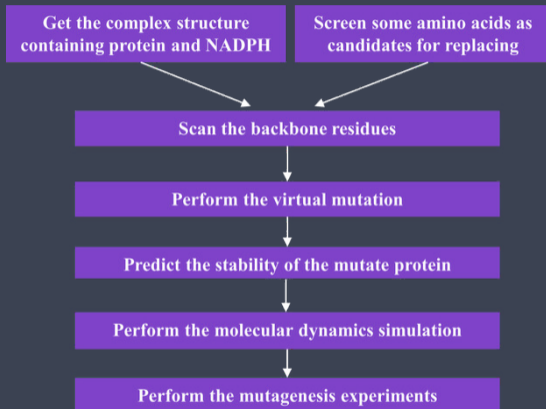 Get the complex structure
containing protein and NADPH
Screen some amino acids as
candidates for replacing
Scan the backbone residues
Perform the virtual mutation
Predict the stability of the mutate protein
Perform the molecular dynamics simulation
Perform the mutagenesis experiments